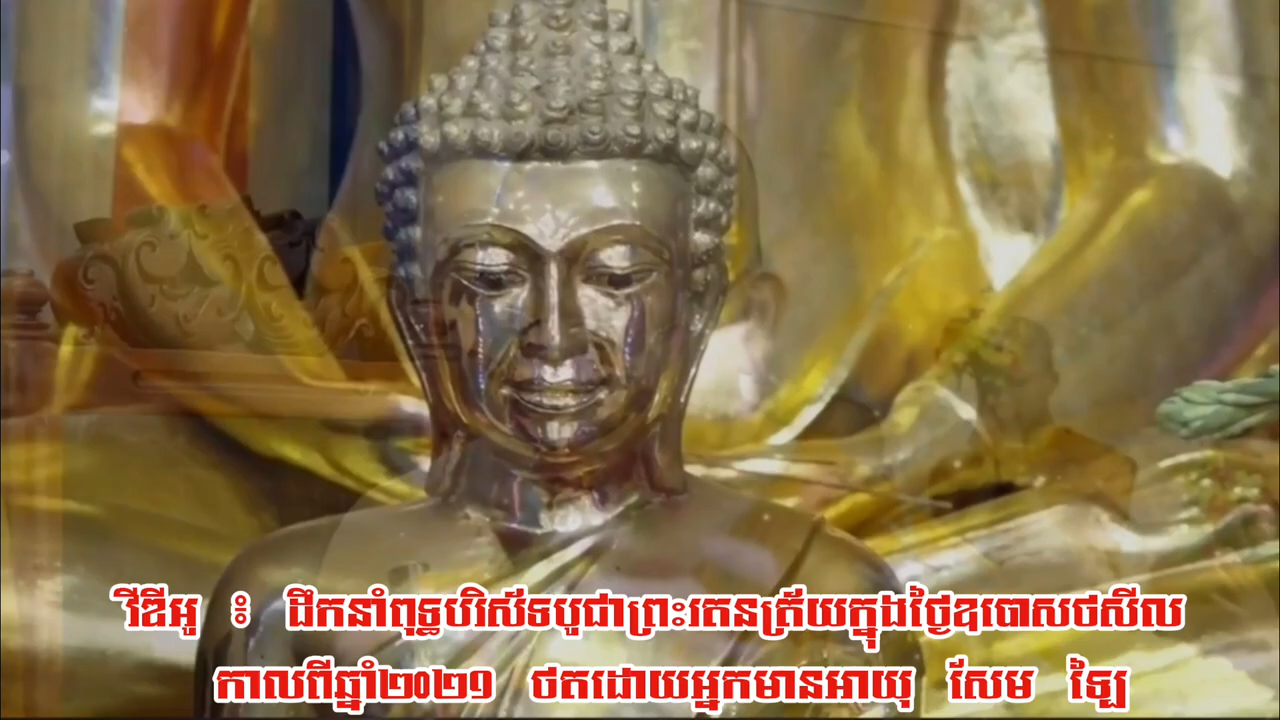 វីឌីអូ ៖ ដឹកនាំពុទ្ធបរិស័ទបូជាព្រះរតនត្រ័យក្នុងថ្ងៃឧបោសថសីល
កាលពីឆ្នាំ២០២១ ថតដោយអ្នកមានអាយុ សែម ឡៃ